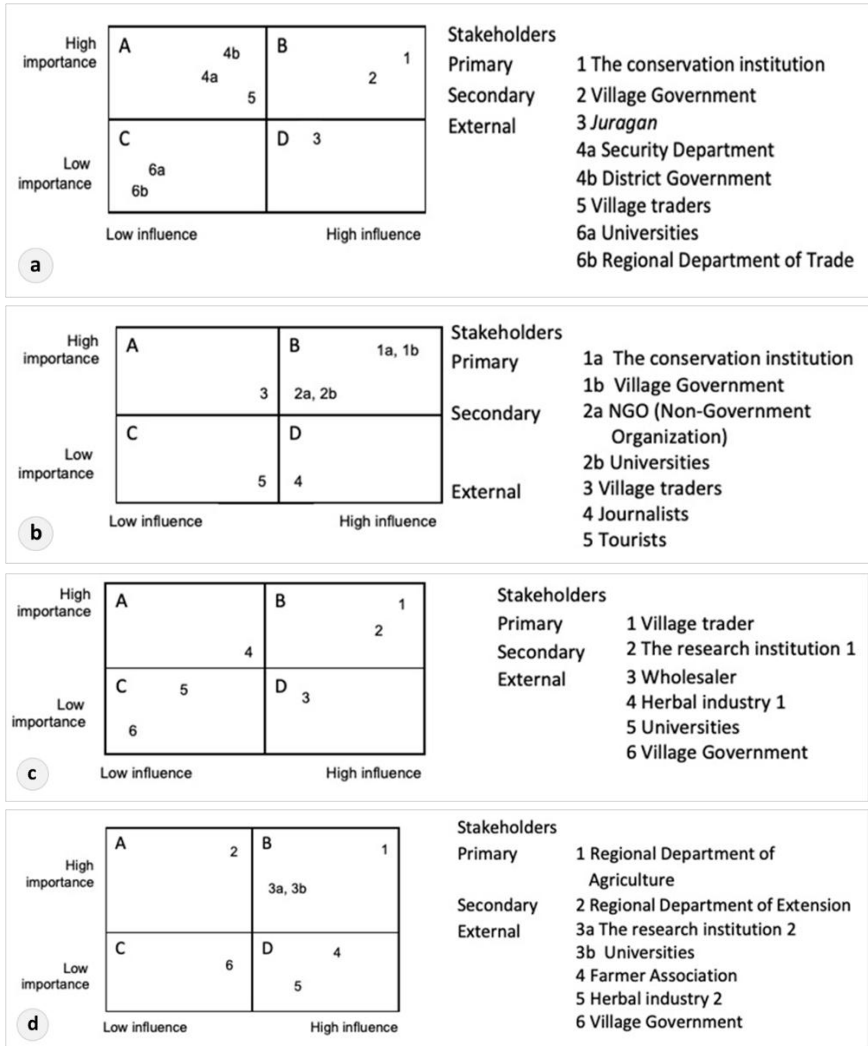 High importance
A
4b
4a
5
B
1
2
C
6a
6b
D
3
Low importance
Low influence
High influence
Stakeholders
Primary
1 The conservation institution
Secondary
2 Village Government
External
3 Juragan
4a Security Department
4b District Government
5 Village traders
6a Universities
6b Regional Department of Trade
a
High importance
A
3
B
1a, 1b
2a, 2b
C
5
D
4
Low importance
Low influence
High influence
Stakeholders
Primary
1a The conservation institution
1b Village Government
Secondary
2a NGO (Non-Government
Organization)
2b Universities
External
3 Village traders
4 Journalists
5 Tourists
b
High importance
A
4
B
1
2
C
5
6
D
3
Low importance
Low influence
High influence
Stakeholders
Primary
1 Village trader
Secondary
2 The research institution 1
External
3 Wholesaler
4 Herbal industry 1
5 Universities
6 Village Government
c
High importance
A
2
B
1
3a, 3b
C
6
D
4
5
Low importance
Low influence
High influence
Stakeholders
Primary
1 Regional Department of
Agriculture
Secondary
2 Regional Department of Extension
External
3a The research institution 2
3b Universities
4 Farmer Association
5 Herbal industry 2
6 Village Government
d